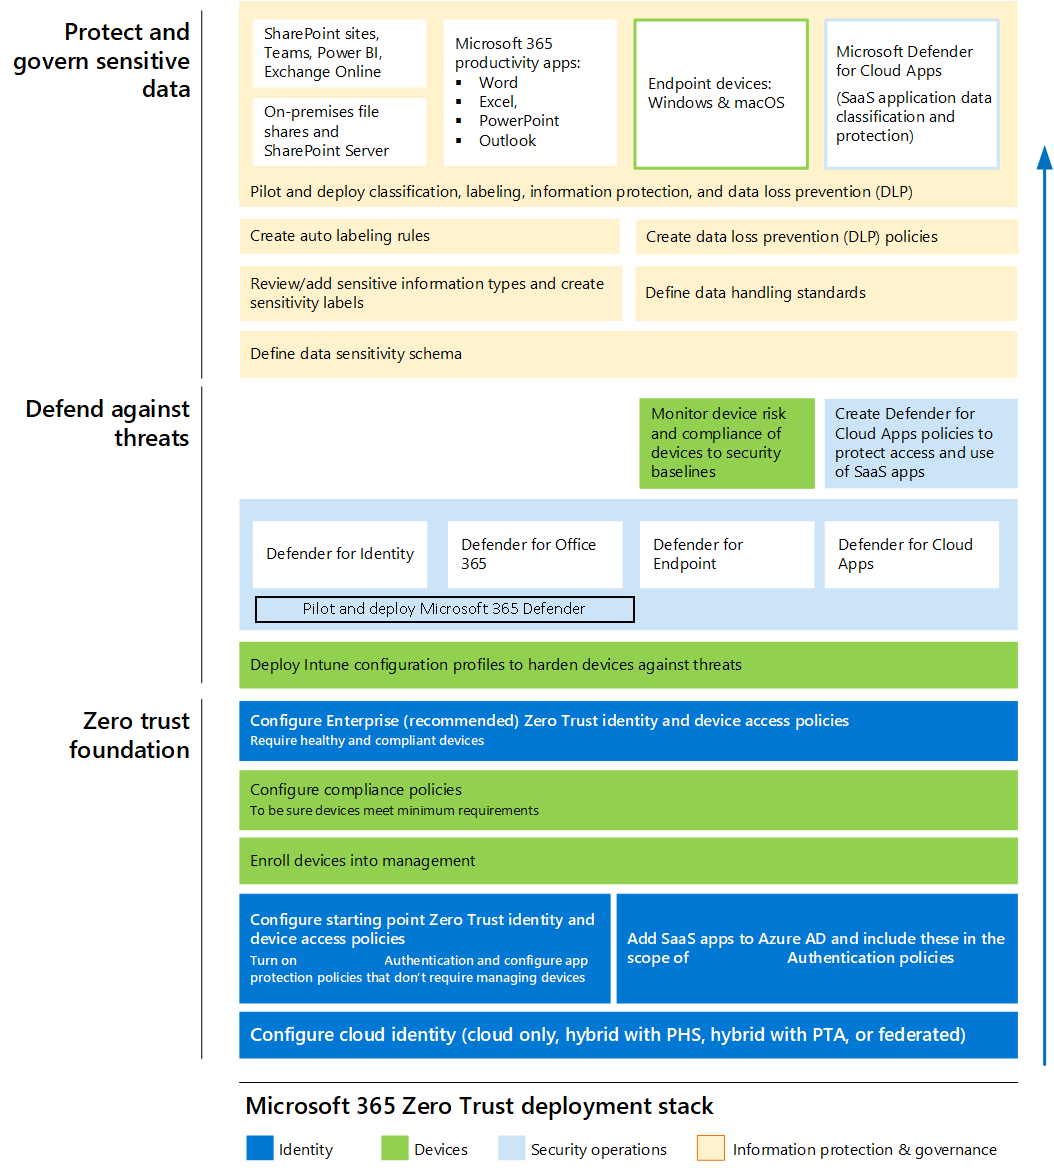 Protect and
govern sensitive
data
SharePoint sites,
Teams, Power BI,
Exchange Online
On-premises file
shares and
SharePoint Server
Microsoft 365
productivity apps:
▪ Word
▪ Excel,
▪ PowerPoint
▪ Outlook
Endpoint devices:
Windows & macOS
Microsoft Defender
for Cloud Apps
(SaaS application data
classification and
protection)
Pilot and deploy classification, labeling, information protection, and data loss prevention (DLP)
Create auto labeling rules
Create data loss prevention (DLP) policies
Review/add sensitive information types and create
sensitivity labels
Define data handling standards
Define data sensitivity schema
Defend against
threats
Monitor device risk
and compliance of
devices to security
baselines
Create Defender for
Cloud Apps policies to
protect access and use
of SaaS apps
Defender for Identity
Defender for Office
365
Defender for
Endpoint
Defender for Cloud
Apps
Pilot and deploy Microsoft 365 Defender
Deploy Intune configuration profiles to harden devices against threats
Zero trust
foundation
Configure Enterprise (recommended) Zero Trust identity and device access policies
Require healthy and compliant devices
Configure compliance policies
To be sure devices meet minimum requirements
Enroll devices into management
Configure starting point Zero Trust identity and
device access policies
Turn on Authentication and configure app
protection policies that don't require managing devices
Add SaaS apps to Azure AD and include these in the
scope of Authentication policies
Configure cloud identity (cloud only, hybrid with PHS, hybrid with PTA, or federated)
Microsoft 365 Zero Trust deployment stack
Identity
Devices
Security operations
Information protection & governance